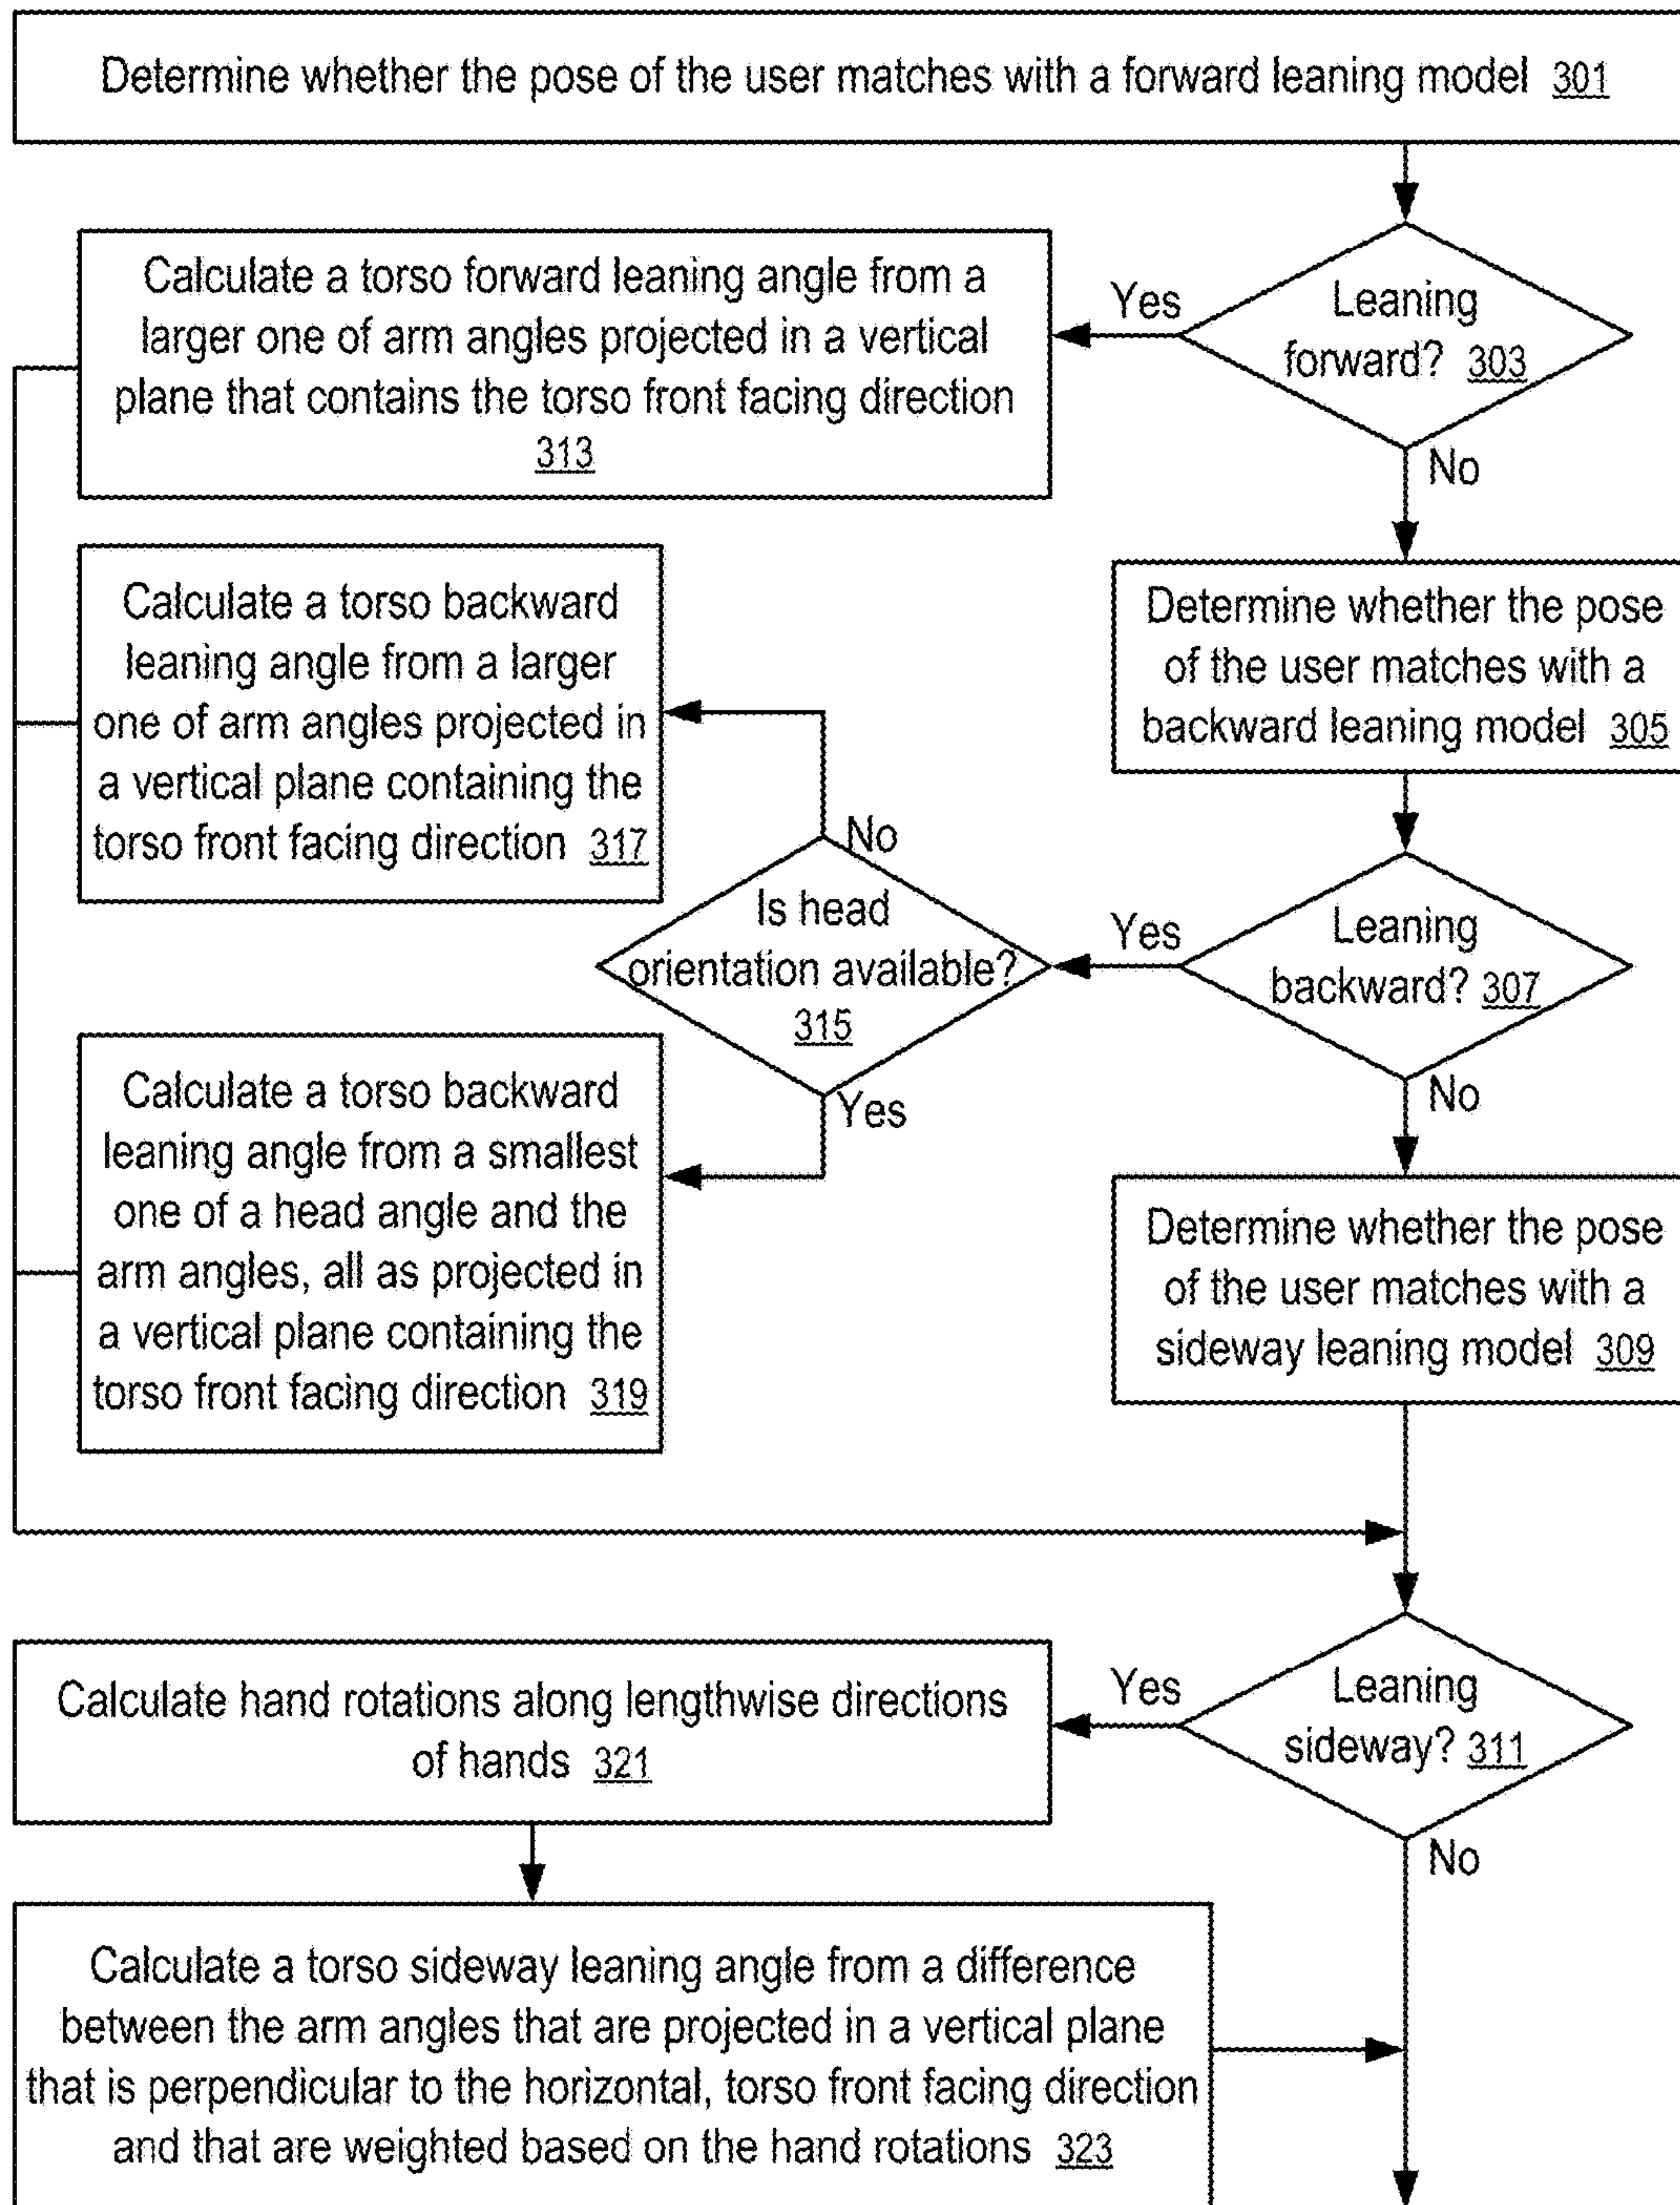 Determine whether the pose of the user matches with a forward leaning model 301
Leaning
forward? 303
Yes
No
Calculate a torso forward leaning angle from a
larger one of arm angles projected in a vertical
plane that contains the torso front facing direction
313
Determine whether the pose
of the user matches with a
backward leaning model 305
Leaning
backward? 307
Yes
No
Is head
orientation available?
315
No
Yes
Calculate a torso backward
leaning angle from a larger
one of arm angles projected in
a vertical plane containing the
torso front facing direction 317
Calculate a torso backward
leaning angle from a smallest
one of a head angle and the
arm angles, all as projected in
a vertical plane containing the
torso front facing direction 319
Determine whether the pose
of the user matches with a
sideway leaning model 309
Leaning
sideway? 311
Yes
No
Calculate hand rotations along lengthwise directions
of hands 321
Calculate a torso sideway leaning angle from a difference
between the arm angles that are projected in a vertical plane
that is perpendicular to the horizontal, torso front facing direction
and that are weighted based on the hand rotations 323